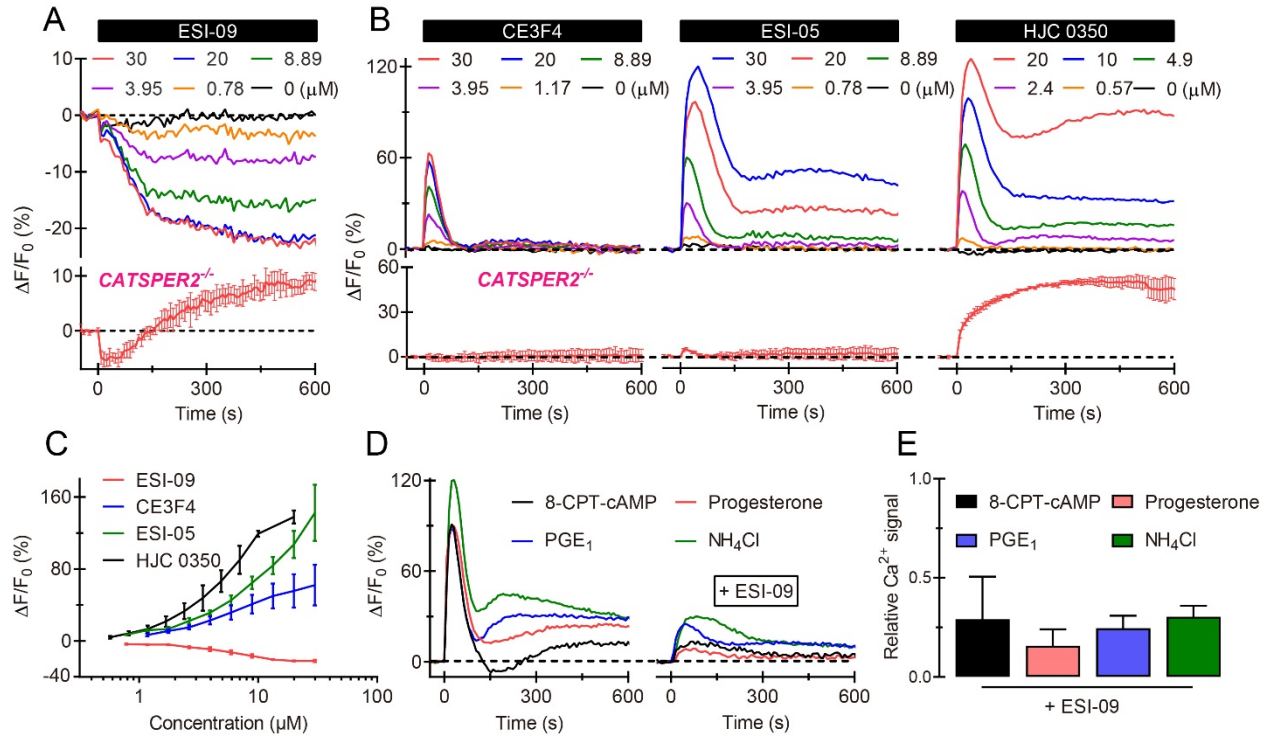 A
ESI-09
30 20 8.89
3.95 0.78 0 (µM)
10
0
-10
-20
ΔF/F0 (%)
CATSPER2-/-
10
0
0 300 600
Time (s)
B
CE3F4 ESI-05 HJC 0350
30 20 8.89 30 20 8.89 20 10 4.9
3.95 1.17 0 (µM) 3.95 0.78 0 (µM) 2.4 0.57 0 (µM)
120
60
0
ΔF/F0 (%)
CATSPER2-/-
60
30
0
0 300 600 0 300 600 0 300 600
Time (s) Time (s) Time (s)
C
ESI-09
CE3F4
ESI-05
HJC 0350
160
80
0
-40
ΔF/F0 (%)
1 10 100
Concentration (µM)
D
8-CPT-cAMP Progesterone
PGE1 NH4Cl
+ ESI-09
120
90
60
30
0
ΔF/F0 (%)
0 300 600 0 300 600
Time (s) Time (s)
E
8-CPT-cAMP Progesterone
PGE1 NH4Cl
1.0
0.5
0.0
Relative Ca2+ signal
+ ESI-09